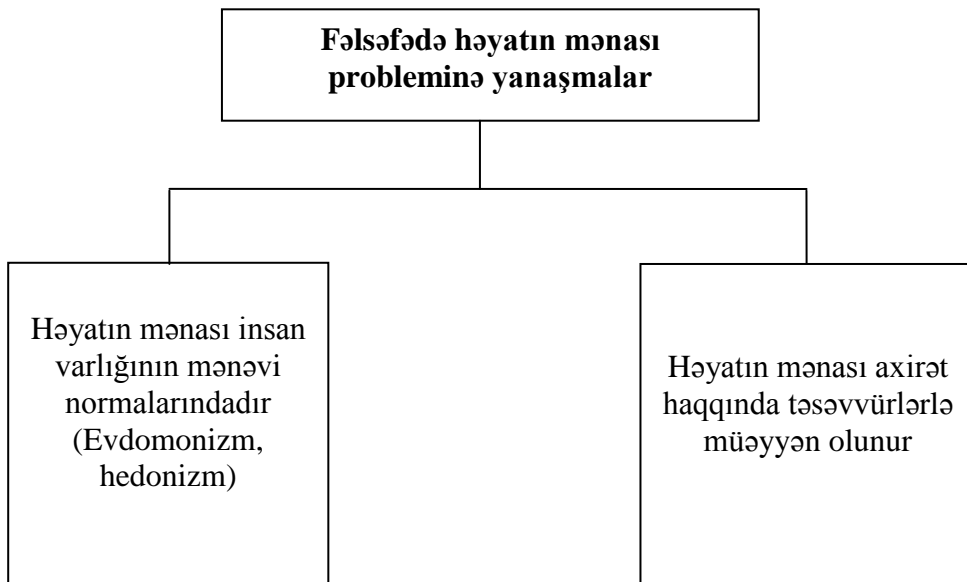 Fəlsəfədə həyatın mənası
probleminə yanaşmalar
Həyatın mənası insan
varlığının mənəvi
normalarındadır
(Evdomonizm,
hedonizm)
Həyatın mənası axirət
haqqında təsəvvürlərlə
müəyyən olunur